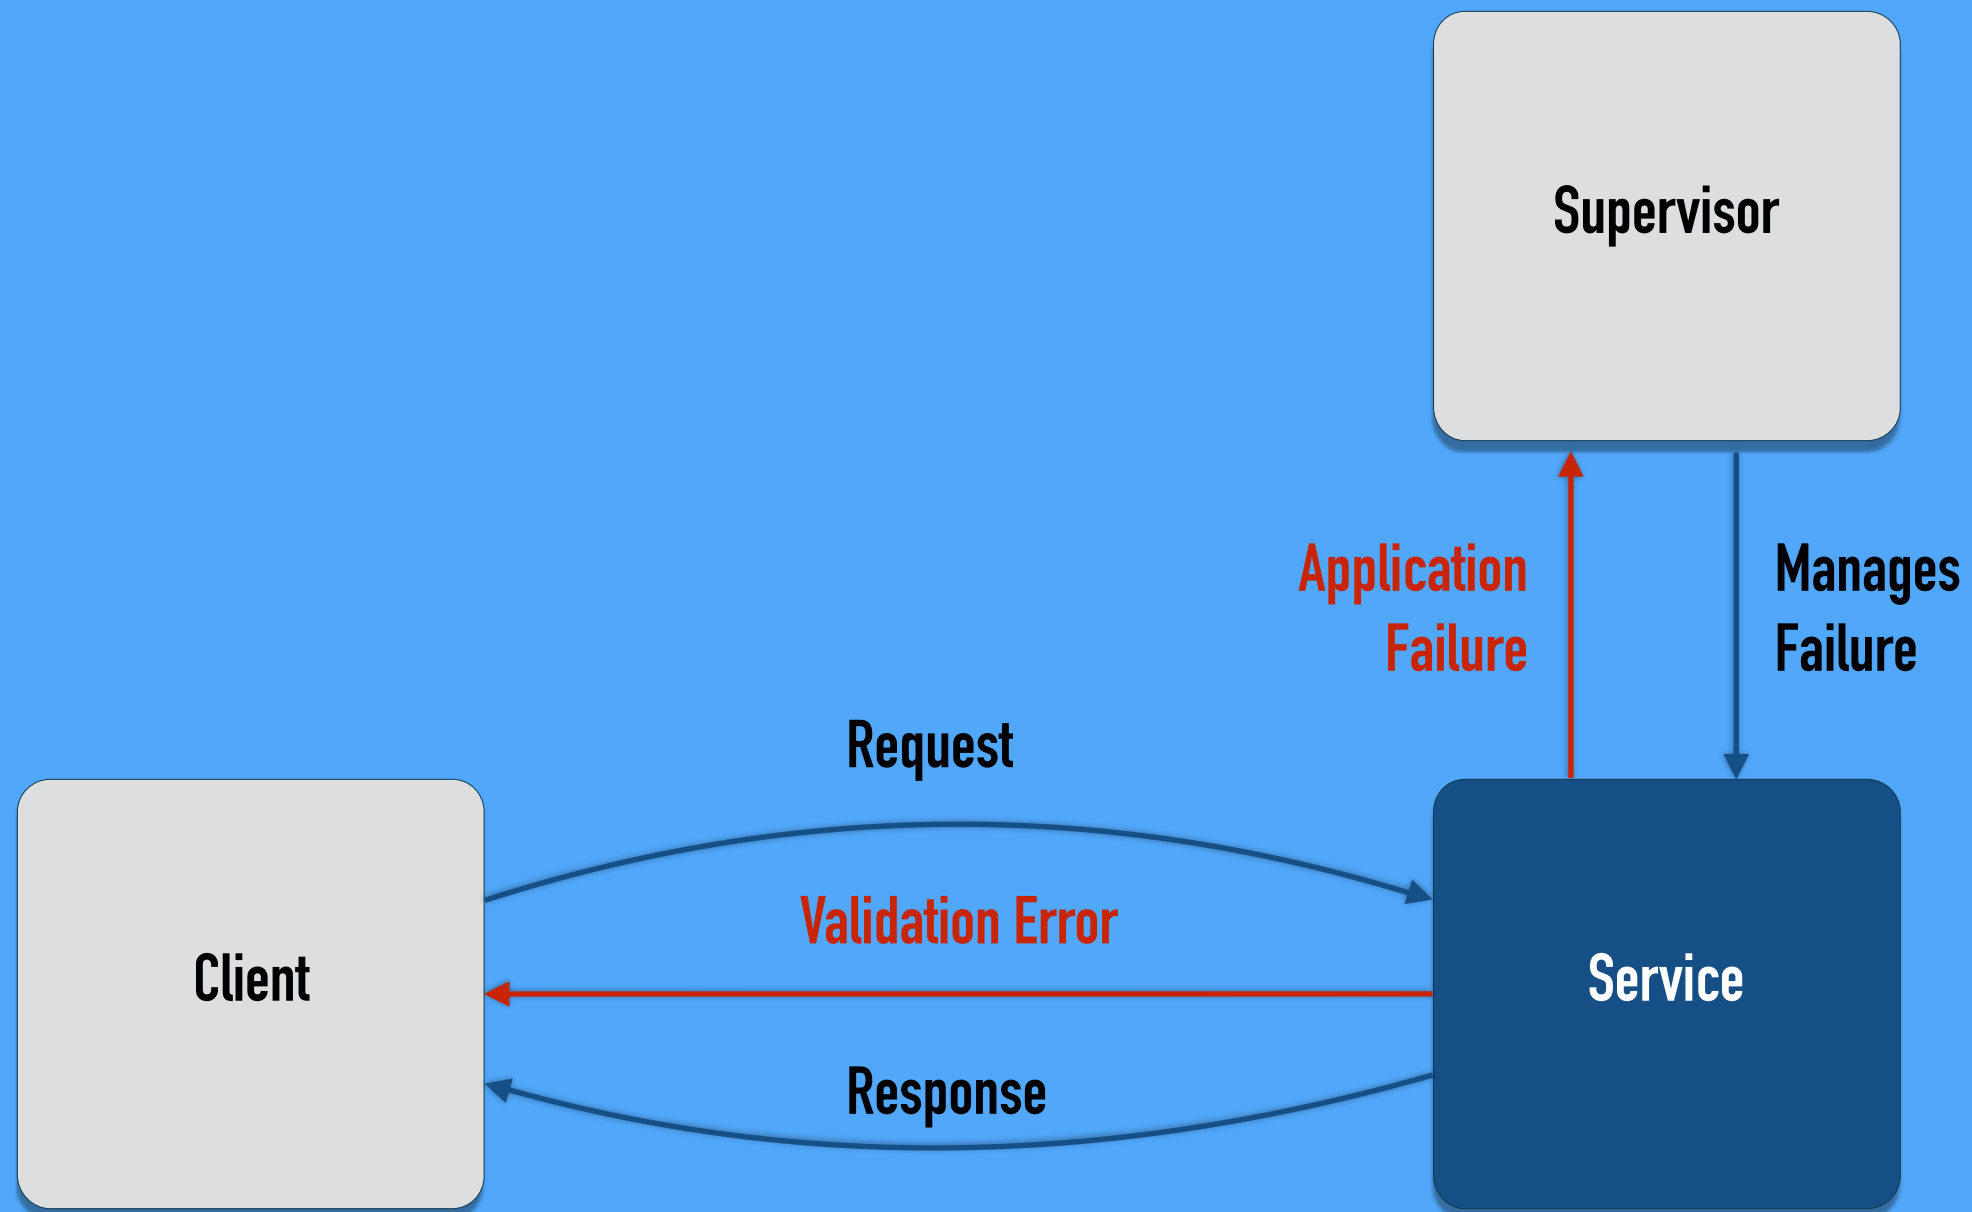 Supervisor
Application
Failure
Manages
Failure
Request
Validation Error
Client
Service
Response